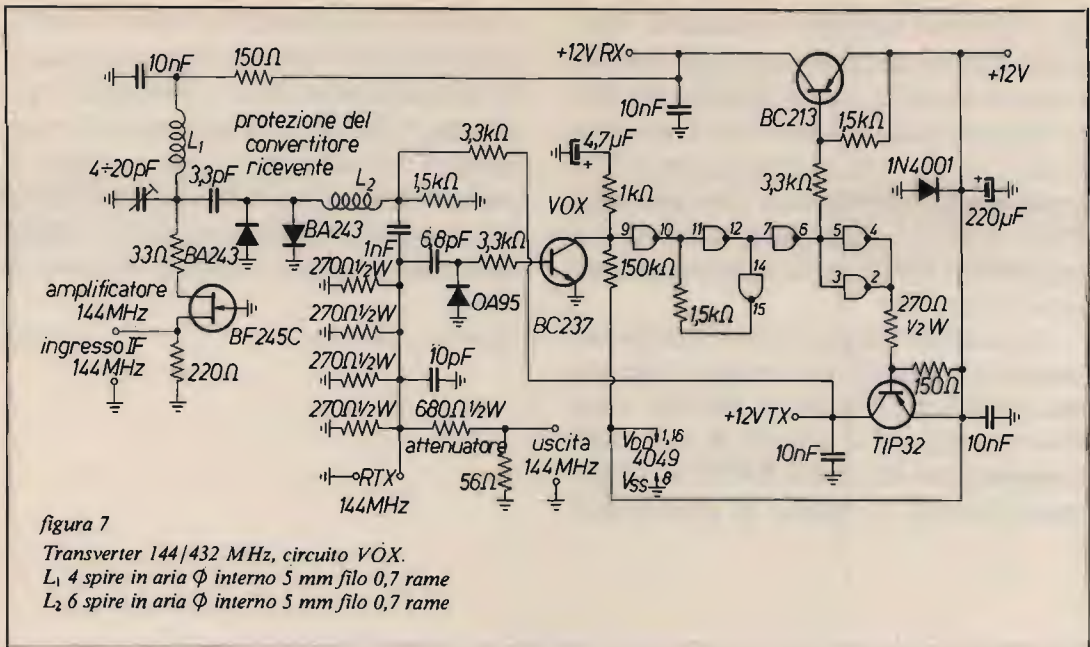 10nF
150Ω
+12V RX
+12V
BC213
10nF
1,5kΩ
L1
protezione del
convertitore
ricevente
4,7µF
+
3,3kΩ
3,3kΩ
1N4001
+
220µF
4÷20pF
3,3pF
L2
1,5kΩ
VOX
1kΩ
BA243
1nF
6,8pF
3,3kΩ
9
10
11
12
7
6
5
4
33Ω
BA243
270Ω½W
150kΩ
14
3
2
amplificatore
144MHz
OA95
1,5kΩ
15
ingresso IF
144MHz
BF245C
270Ω½W
BC237
270Ω
½W
220Ω
270Ω½W
10pF
150Ω
270Ω½W
680Ω½W
+12V TX
attenuatore
uscita
144MHz
VDD 1,16
4049
VSS 8
10nF
TIP32
10nF
RTX
144MHz
56Ω
figura 7
Transverter 144/432 MHz, circuito VOX.
L1 4 spire in aria Φ interno 5 mm filo 0,7 rame
L2 6 spire in aria Φ interno 5 mm filo 0,7 rame